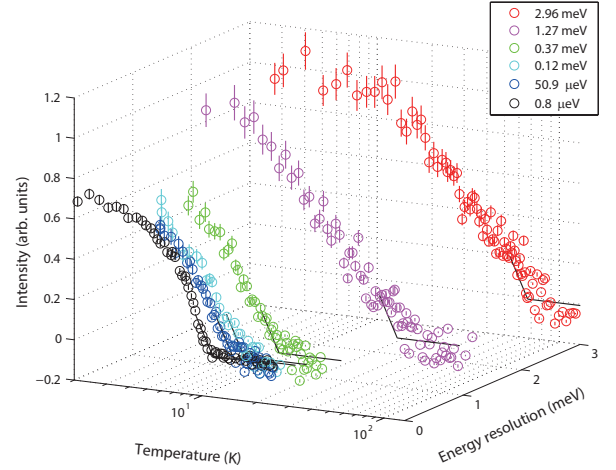 2.96 meV
1.27 meV
0.37 meV
0.12 meV
50.9 μeV
0.8 μeV
1.2
1
0.8
0.6
0.4
0.2
0
−0.2
Intensity (arb. units)
10¹
10²
Temperature (K)
0
1
2
3
Energy resolution (meV)